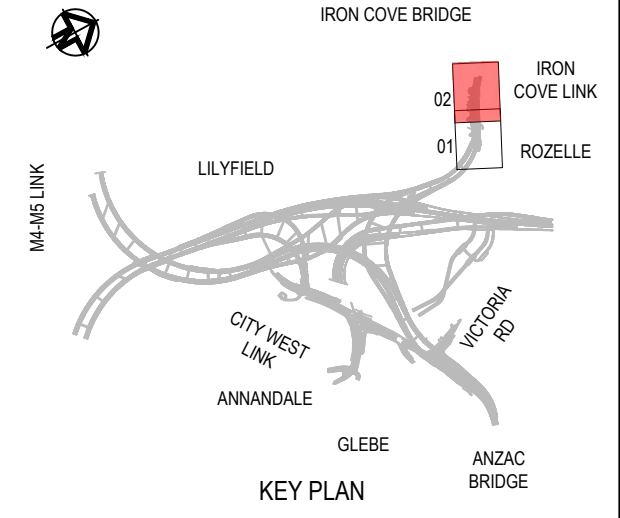 IRON COVE BRIDGE
IRON
COVE LINK
02
01
ROZELLE
LILYFIELD
M4-M5 LINK
CITY WEST
LINK
VICTORIA
RD
ANNANDALE
GLEBE
ANZAC
BRIDGE
KEY PLAN